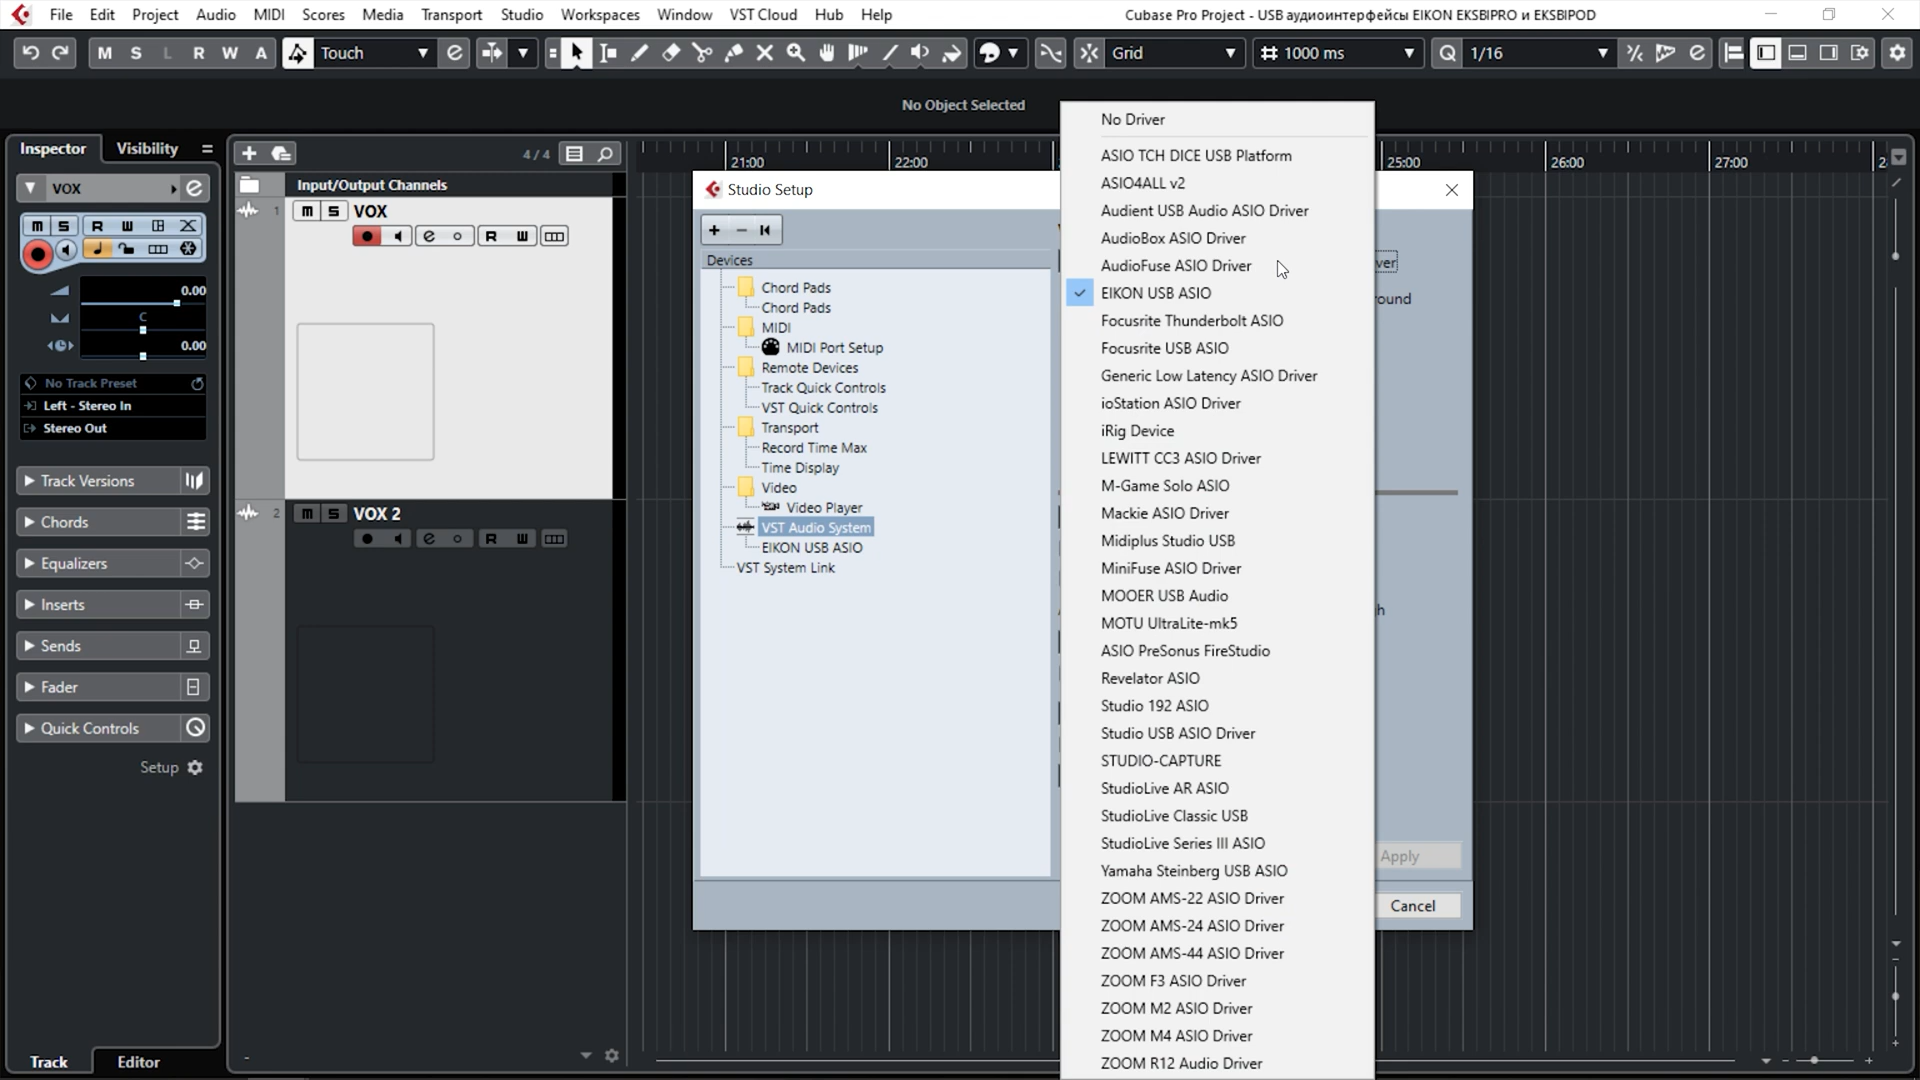 File Edit Project Audio MIDI Scores Media Transport Studio Workspaces Window VST Cloud Hub Help
Cubase Pro Project - USB аудиоинтерфейсы EIKON EKSBIPRO и EKSBIPOD
M S L R W A Touch Grid 1000 ms Q 1/16
No Object Selected
Inspector Visibility
VOX
m S R W
0.00
C
0.00
No Track Preset
Left - Stereo In
Stereo Out
Track Versions
Chords
Equalizers
Inserts
Sends
Fader
Quick Controls
Setup
Track Editor
4 / 4
Input/Output Channels
1 m S VOX
e R W
2 m S VOX 2
e R W
21:00 22:00 25:00 26:00 27:00 2
Studio Setup
Devices
Chord Pads
Chord Pads
MIDI
MIDI Port Setup
Remote Devices
Track Quick Controls
VST Quick Controls
Transport
Record Time Max
Time Display
Video
Video Player
VST Audio System
EIKON USB ASIO
VST System Link
ver
ound
h
Apply
Cancel
No Driver
ASIO TCH DICE USB Platform
ASIO4ALL v2
Audient USB Audio ASIO Driver
AudioBox ASIO Driver
AudioFuse ASIO Driver
EIKON USB ASIO
Focusrite Thunderbolt ASIO
Focusrite USB ASIO
Generic Low Latency ASIO Driver
ioStation ASIO Driver
iRig Device
LEWITT CC3 ASIO Driver
M-Game Solo ASIO
Mackie ASIO Driver
Midiplus Studio USB
MiniFuse ASIO Driver
MOOER USB Audio
MOTU UltraLite-mk5
ASIO PreSonus FireStudio
Revelator ASIO
Studio 192 ASIO
Studio USB ASIO Driver
STUDIO-CAPTURE
StudioLive AR ASIO
StudioLive Classic USB
StudioLive Series III ASIO
Yamaha Steinberg USB ASIO
ZOOM AMS-22 ASIO Driver
ZOOM AMS-24 ASIO Driver
ZOOM AMS-44 ASIO Driver
ZOOM F3 ASIO Driver
ZOOM M2 ASIO Driver
ZOOM M4 ASIO Driver
ZOOM R12 Audio Driver